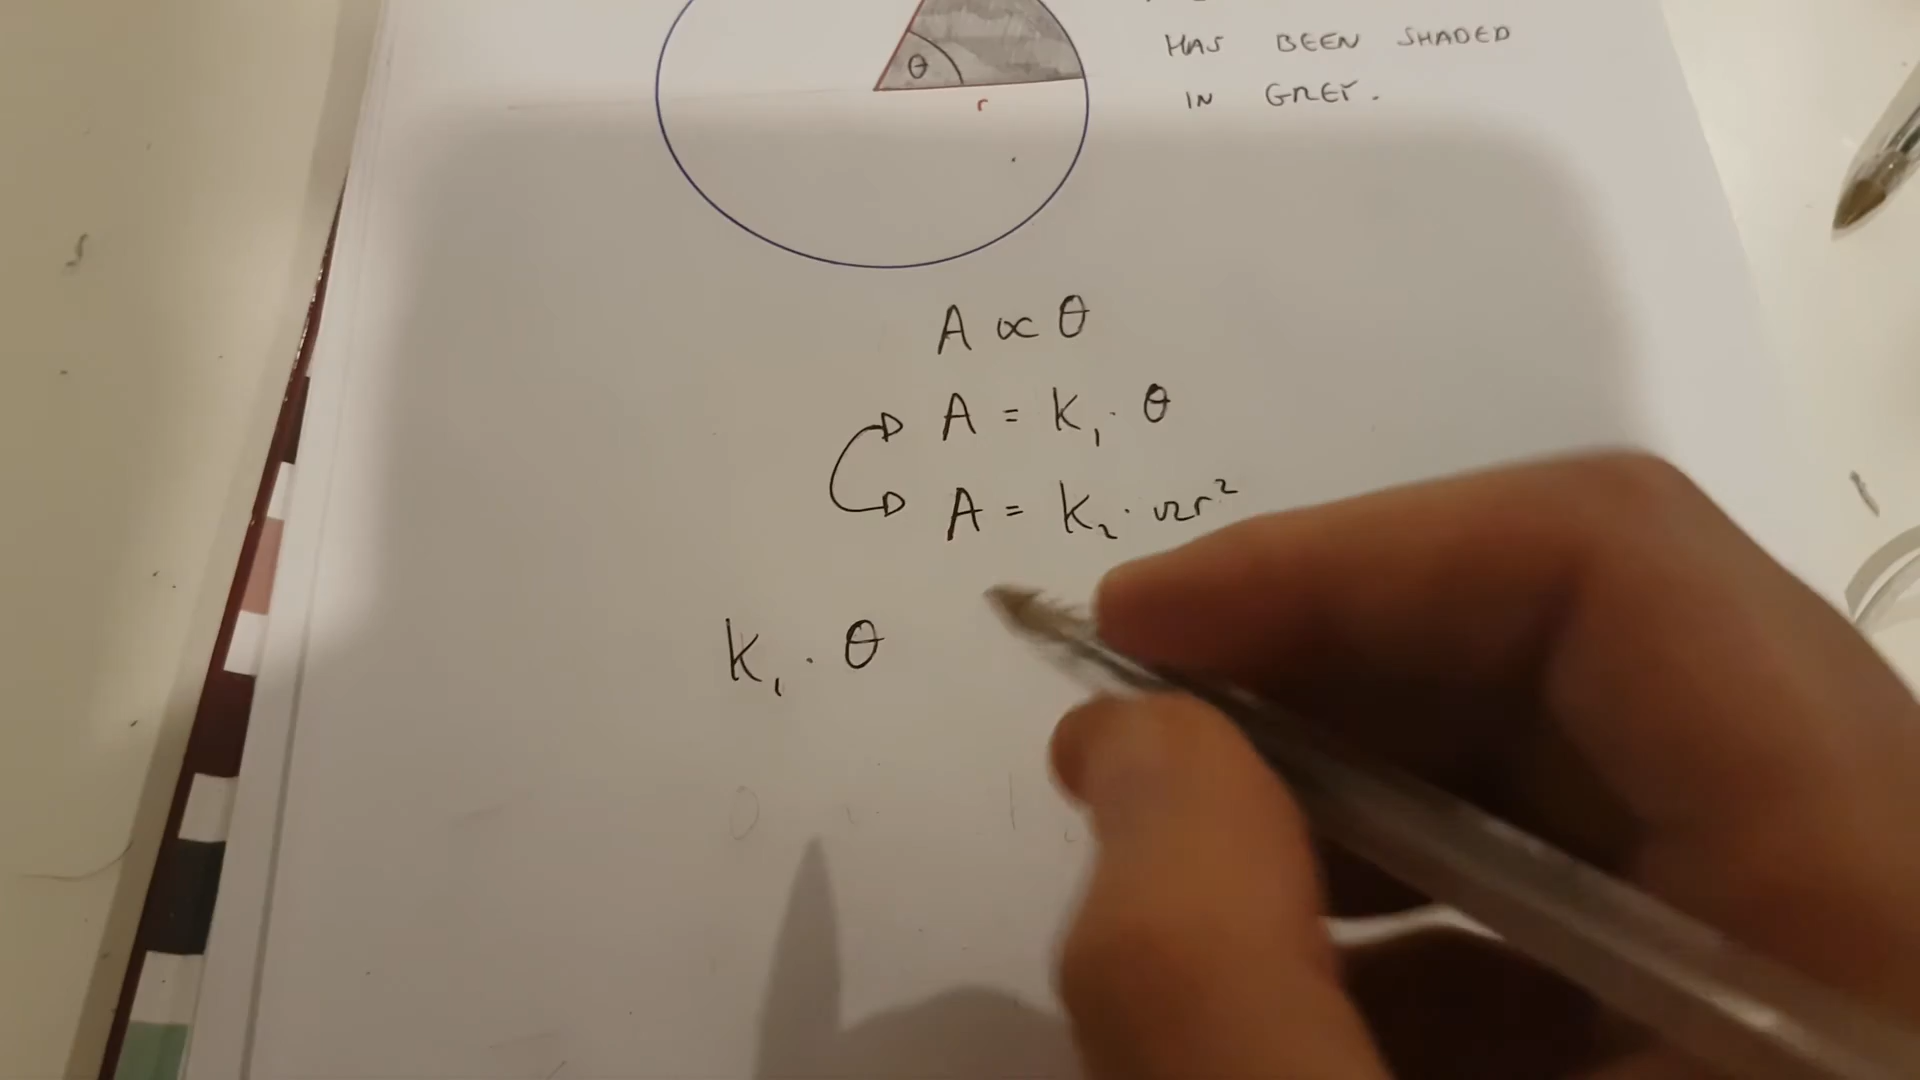 HAS BEEN SHADED
IN GREY.
θ
r
A ∝ θ
A = K₁ · θ
A = K₂ · πr²
K₁ · θ